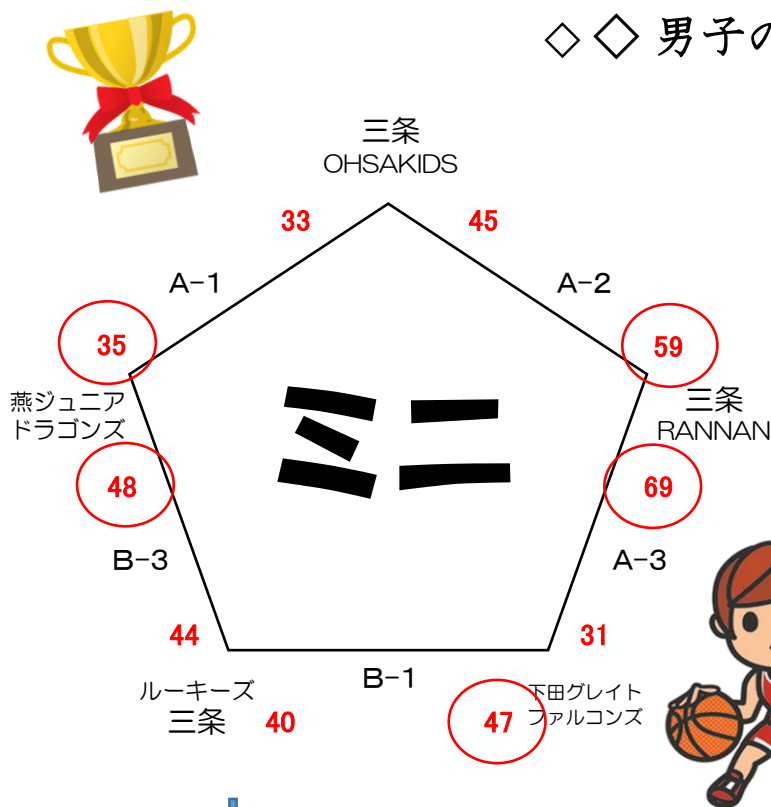 ◇ ◇ 男子の
三条
OHSAKIDS
33
45
A-1
A-2
35
59
燕ジュニア
ドラゴンズ
三条
RANNAN
ミニ
48
69
B-3
A-3
44
31
B-1
ルーキーズ
三条
40
47
下田グレイト
ファルコンズ